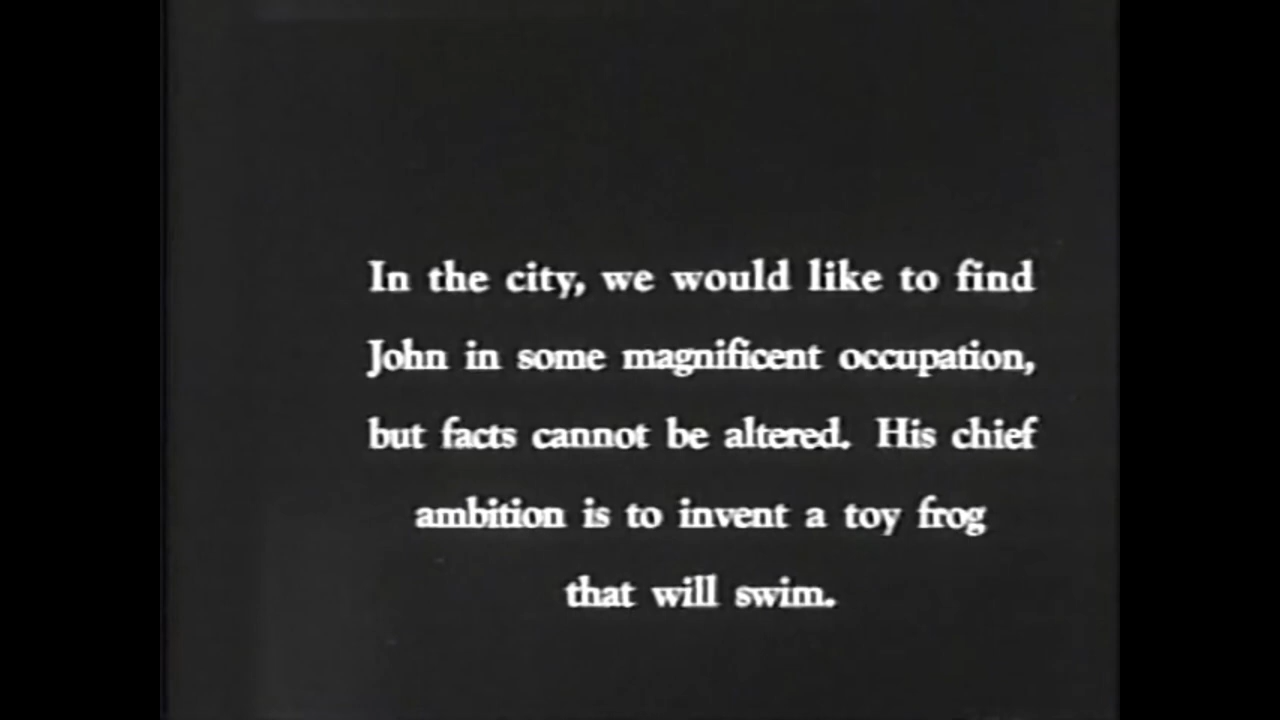 In the city, we would like to find
John in some magnificent occupation,
but facts cannot be altered. His chief
ambition is to invent a toy frog
that will swim.